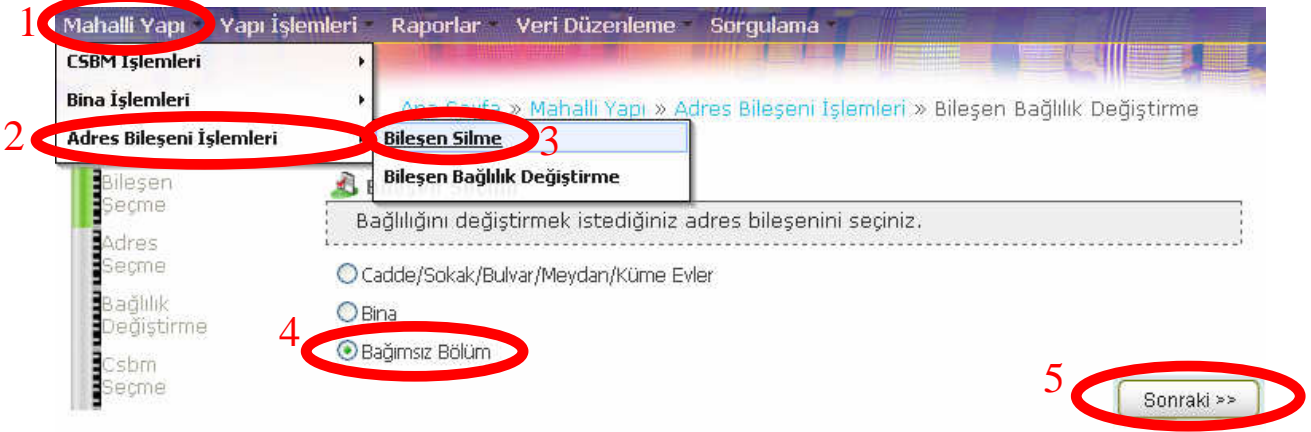 1 Mahalli Yapı Yapı İşlemleri Raporlar Veri Düzenleme Sorgulama
CSBM İşlemleri
Bina İşlemleri
Ana Sayfa » Mahalli Yapı » Adres Bileşeni İşlemleri » Bileşen Bağlılık Değiştirme
2 Adres Bileşeni İşlemleri
Bileşen Silme 3
Bileşen Bağlılık Değiştirme
Bileşen
Seçme
Bağlılığını değiştirmek istediğiniz adres bileşenini seçiniz.
Adres
Seçme
Cadde/Sokak/Bulvar/Meydan/Küme Evler
Bağlılık
Değiştirme
Bina
4 Bağımsız Bölüm
Csbm
Seçme
5 Sonraki >>